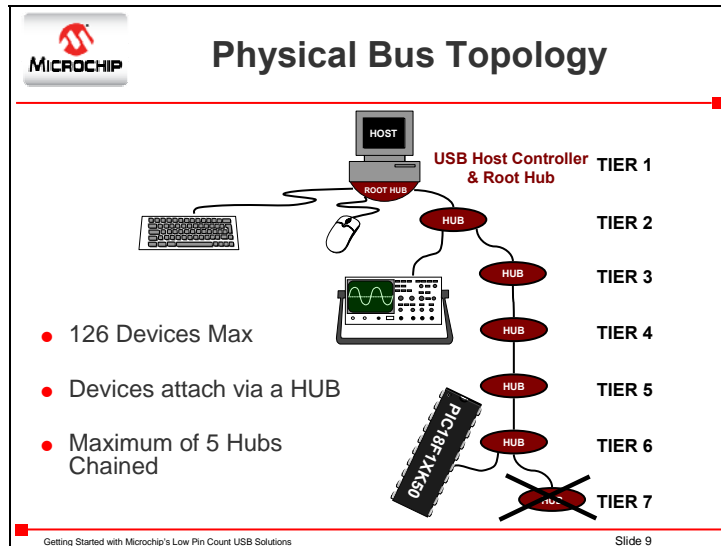 MICROCHIP
Physical Bus Topology
HOST
ROOT HUB
USB Host Controller
& Root Hub
TIER 1
HUB
TIER 2
HUB
TIER 3
HUB
TIER 4
HUB
TIER 5
HUB
TIER 6
HUB
TIER 7
PIC18F1XK50
• 126 Devices Max
• Devices attach via a HUB
• Maximum of 5 Hubs
Chained
Getting Started with Microchip's Low Pin Count USB Solutions
Slide 9